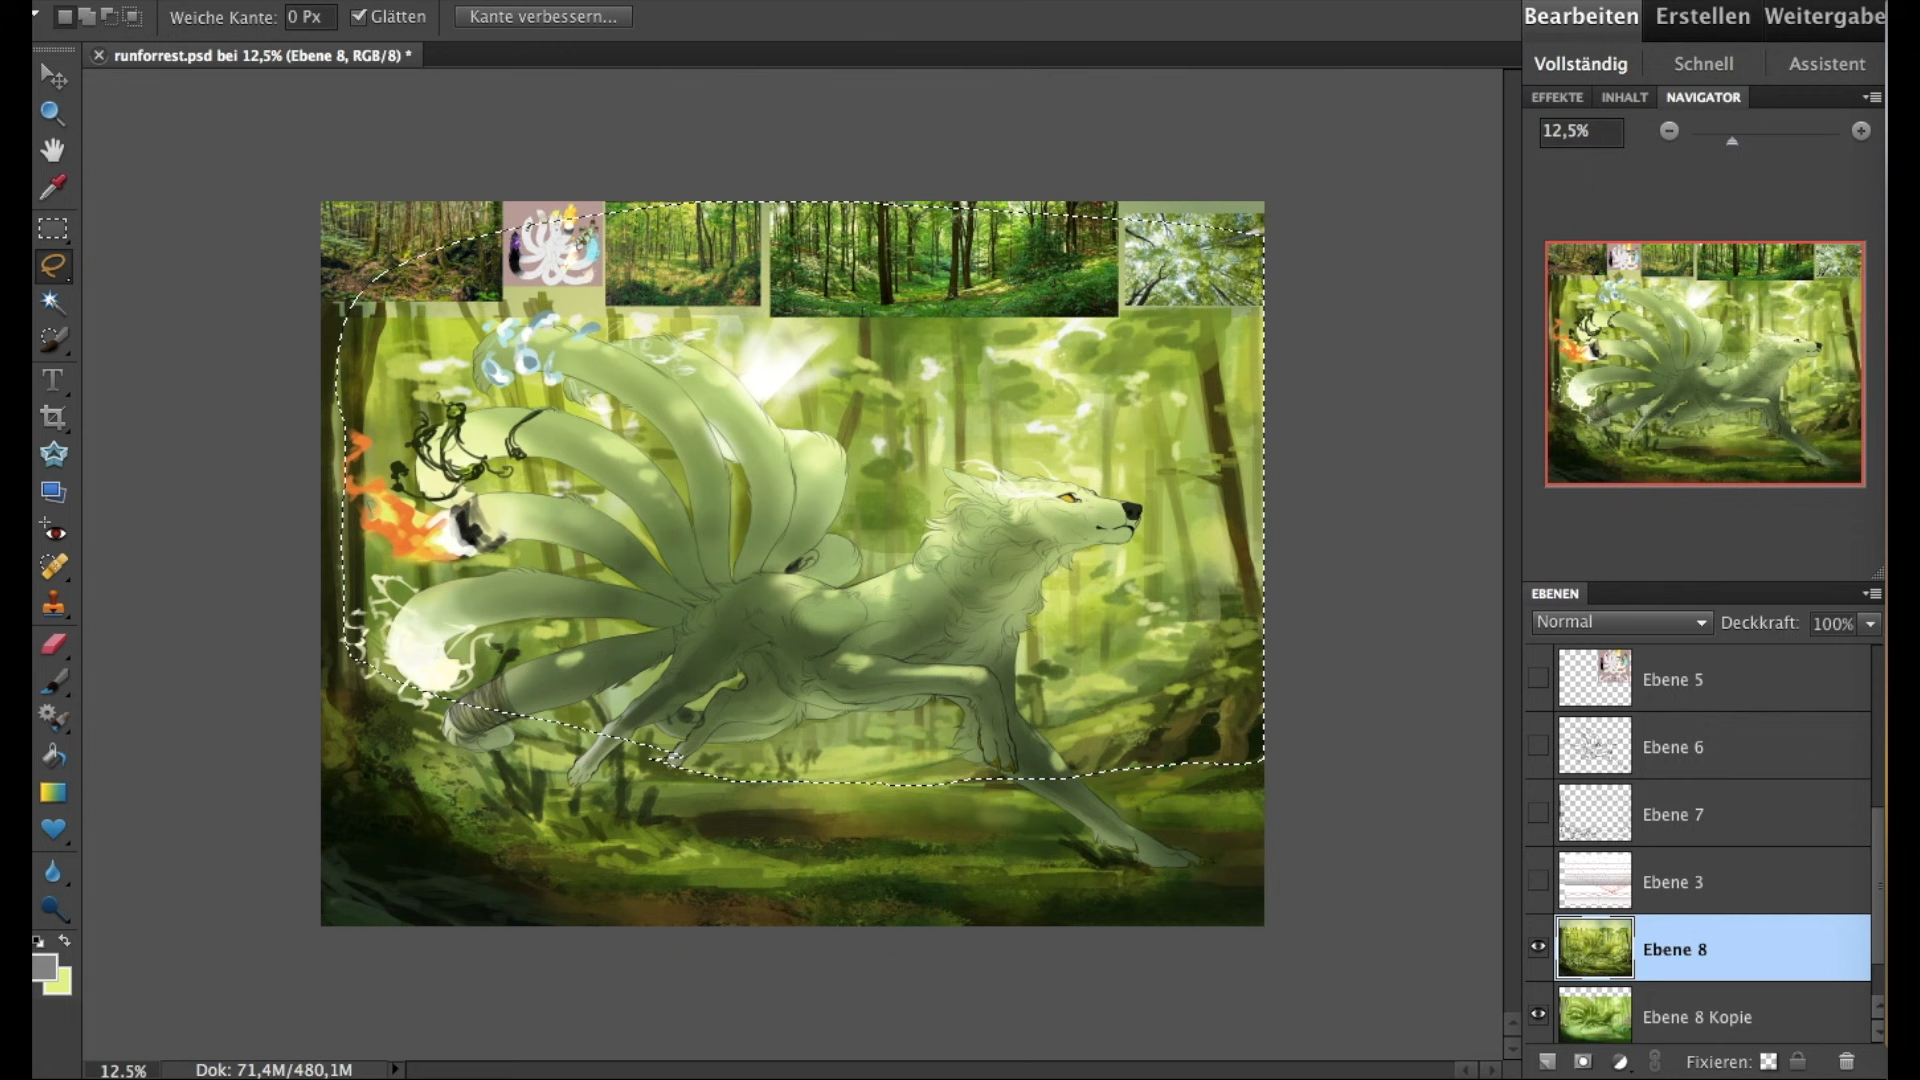 Weiche Kante: 0 Px Glätten Kante verbessern...
Bearbeiten Erstellen Weitergabe
runforrest.psd bei 12,5% (Ebene 8, RGB/8) *
Vollständig Schnell Assistent
EFFEKTE INHALT NAVIGATOR
12,5%
EBENEN
Normal Deckkraft: 100%
Ebene 5
Ebene 6
Ebene 7
Ebene 3
Ebene 8
Ebene 8 Kopie
Fixieren:
12.5% Dok: 71,4M/480,1M